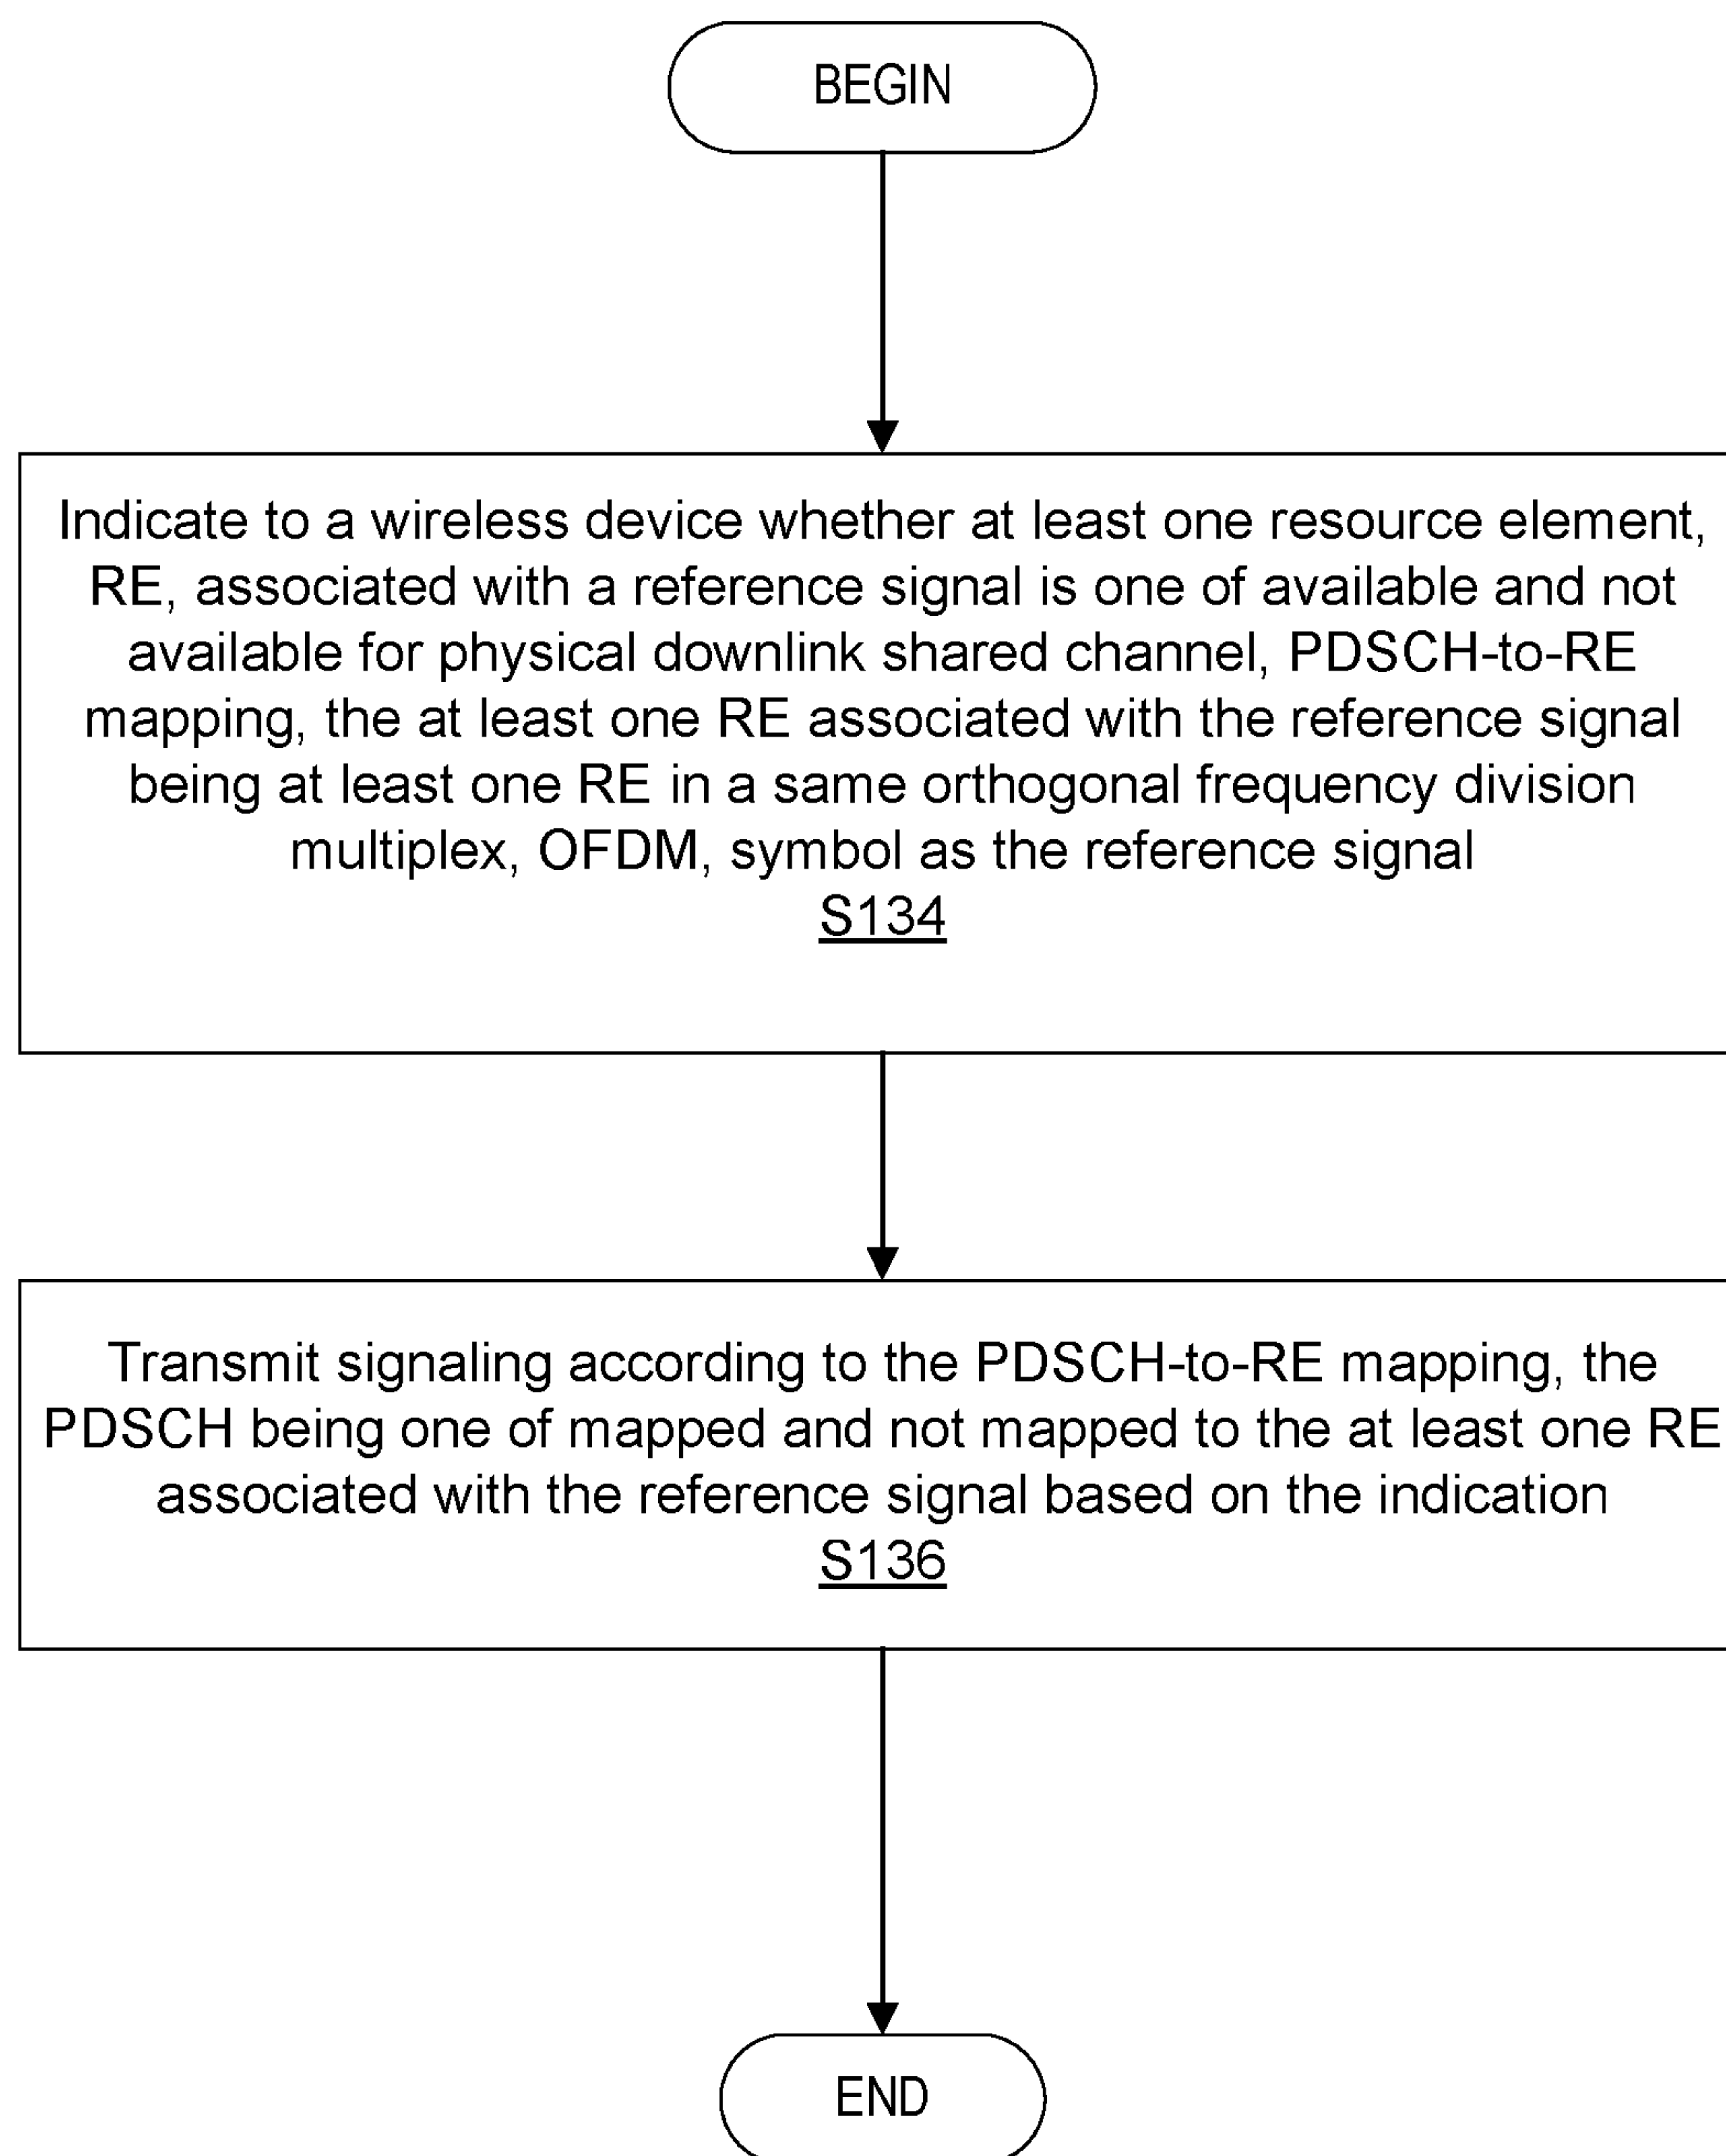 BEGIN
Indicate to a wireless device whether at least one resource element,
RE, associated with a reference signal is one of available and not
available for physical downlink shared channel, PDSCH-to-RE
mapping, the at least one RE associated with the reference signal
being at least one RE in a same orthogonal frequency division
multiplex, OFDM, symbol as the reference signal
S134
Transmit signaling according to the PDSCH-to-RE mapping, the
PDSCH being one of mapped and not mapped to the at least one RE
associated with the reference signal based on the indication
S136
END